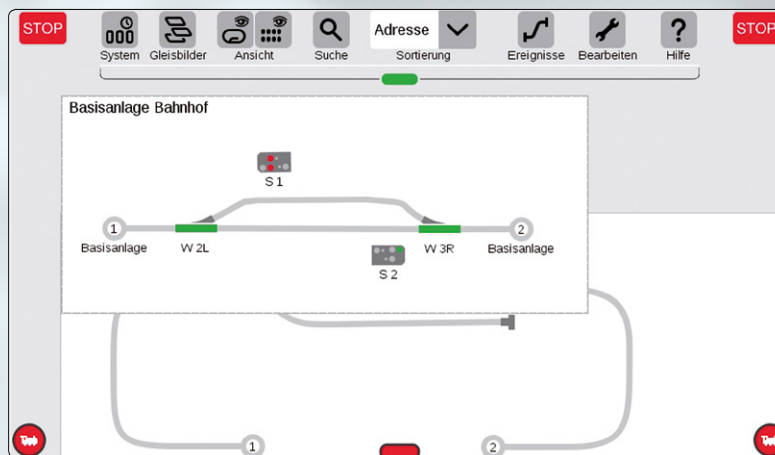 STOP
Adresse
STOP
System Gleisbilder Ansicht Suche Sortierung Ereignisse Bearbeiten Hilfe
Basisanlage Bahnhof
S 1
1
2
Basisanlage W 2L W 3R Basisanlage
S 2
1
2